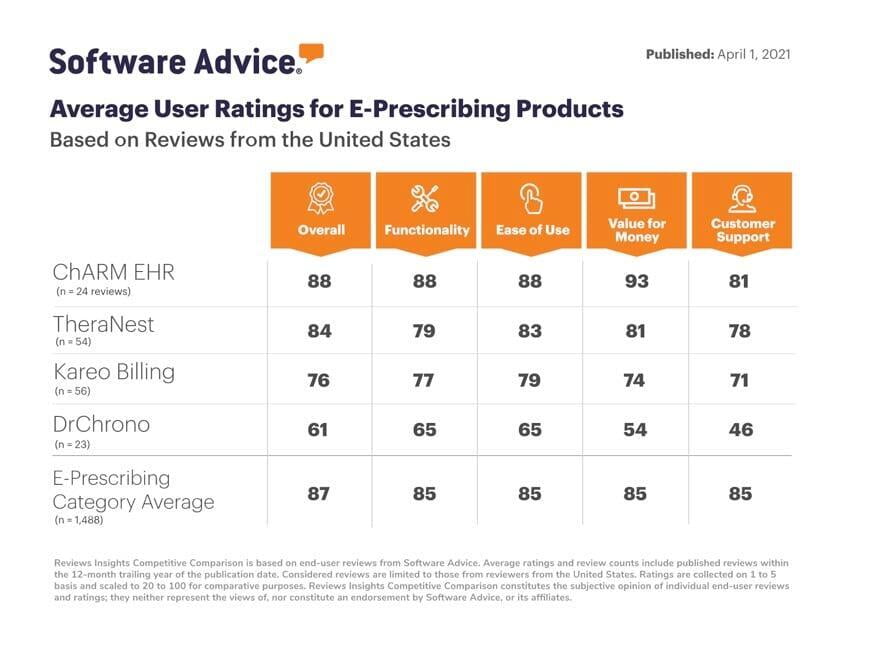 Software Advice®
Published: April 1, 2021
Average User Ratings for E-Prescribing Products
Based on Reviews from the United States
Overall
Functionality
Ease of Use
Value for
Money
Customer
Support
ChARM EHR
(n = 24 reviews)
88 88 88 93 81
TheraNest
(n = 54)
84 79 83 81 78
Kareo Billing
(n = 56)
76 77 79 74 71
DrChrono
(n = 23)
61 65 65 54 46
E-Prescribing
Category Average
(n = 1,488)
87 85 85 85 85
Reviews Insights Competitive Comparison is based on end-user reviews from Software Advice. Average ratings and review counts include published reviews within
the 12-month trailing year of the publication date. Considered reviews are limited to those from reviewers from the United States. Ratings are collected on 1 to 5
basis and scaled to 20 to 100 for comparative purposes. Reviews Insights Competitive Comparison constitutes the subjective opinion of individual end-user reviews
and ratings; they neither represent the views of, nor constitute an endorsement by Software Advice, or its affiliates.